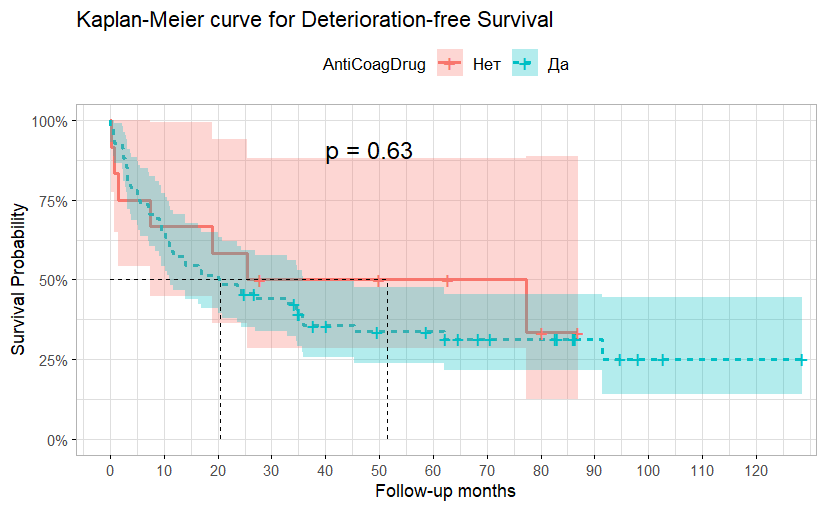 Kaplan-Meier curve for Deterioration-free Survival
AntiCoagDrug Нет Да
100%
75%
50%
25%
0%
p = 0.63
Survival Probability
0 10 20 30 40 50 60 70 80 90 100 110 120
Follow-up months